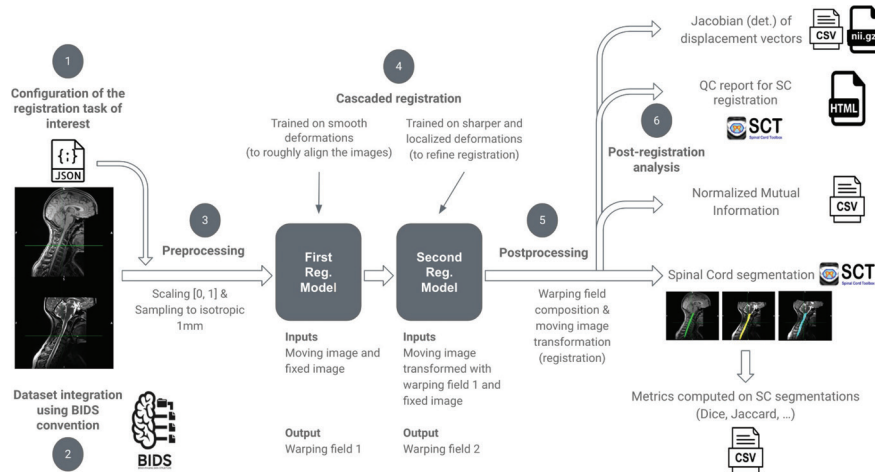 1
Configuration of the
registration task of
interest
{;}
JSON
Dataset integration
using BIDS
convention
2
BIDS
3
Preprocessing
Scaling [0, 1] &
Sampling to isotropic
1mm
4
Cascaded registration
Trained on smooth
deformations
(to roughly align the images)
Trained on sharper and
localized deformations
(to refine registration)
First
Reg.
Model
Second
Reg.
Model
Inputs
Moving image and
fixed image
Output
Warping field 1
Inputs
Moving image
transformed with
warping field 1 and
fixed image
Output
Warping field 2
5
Postprocessing
Warping field
composition &
moving image
transformation
(registration)
6
Post-registration
analysis
Jacobian (det.) of
displacement vectors
CSV
nii.gz
QC report for SC
registration
SCT
Spinal Cord Toolbox
HTML
Normalized Mutual
Information
CSV
Spinal Cord segmentation
SCT
Spinal Cord Toolbox
Metrics computed on SC segmentations
(Dice, Jaccard, ...)
CSV